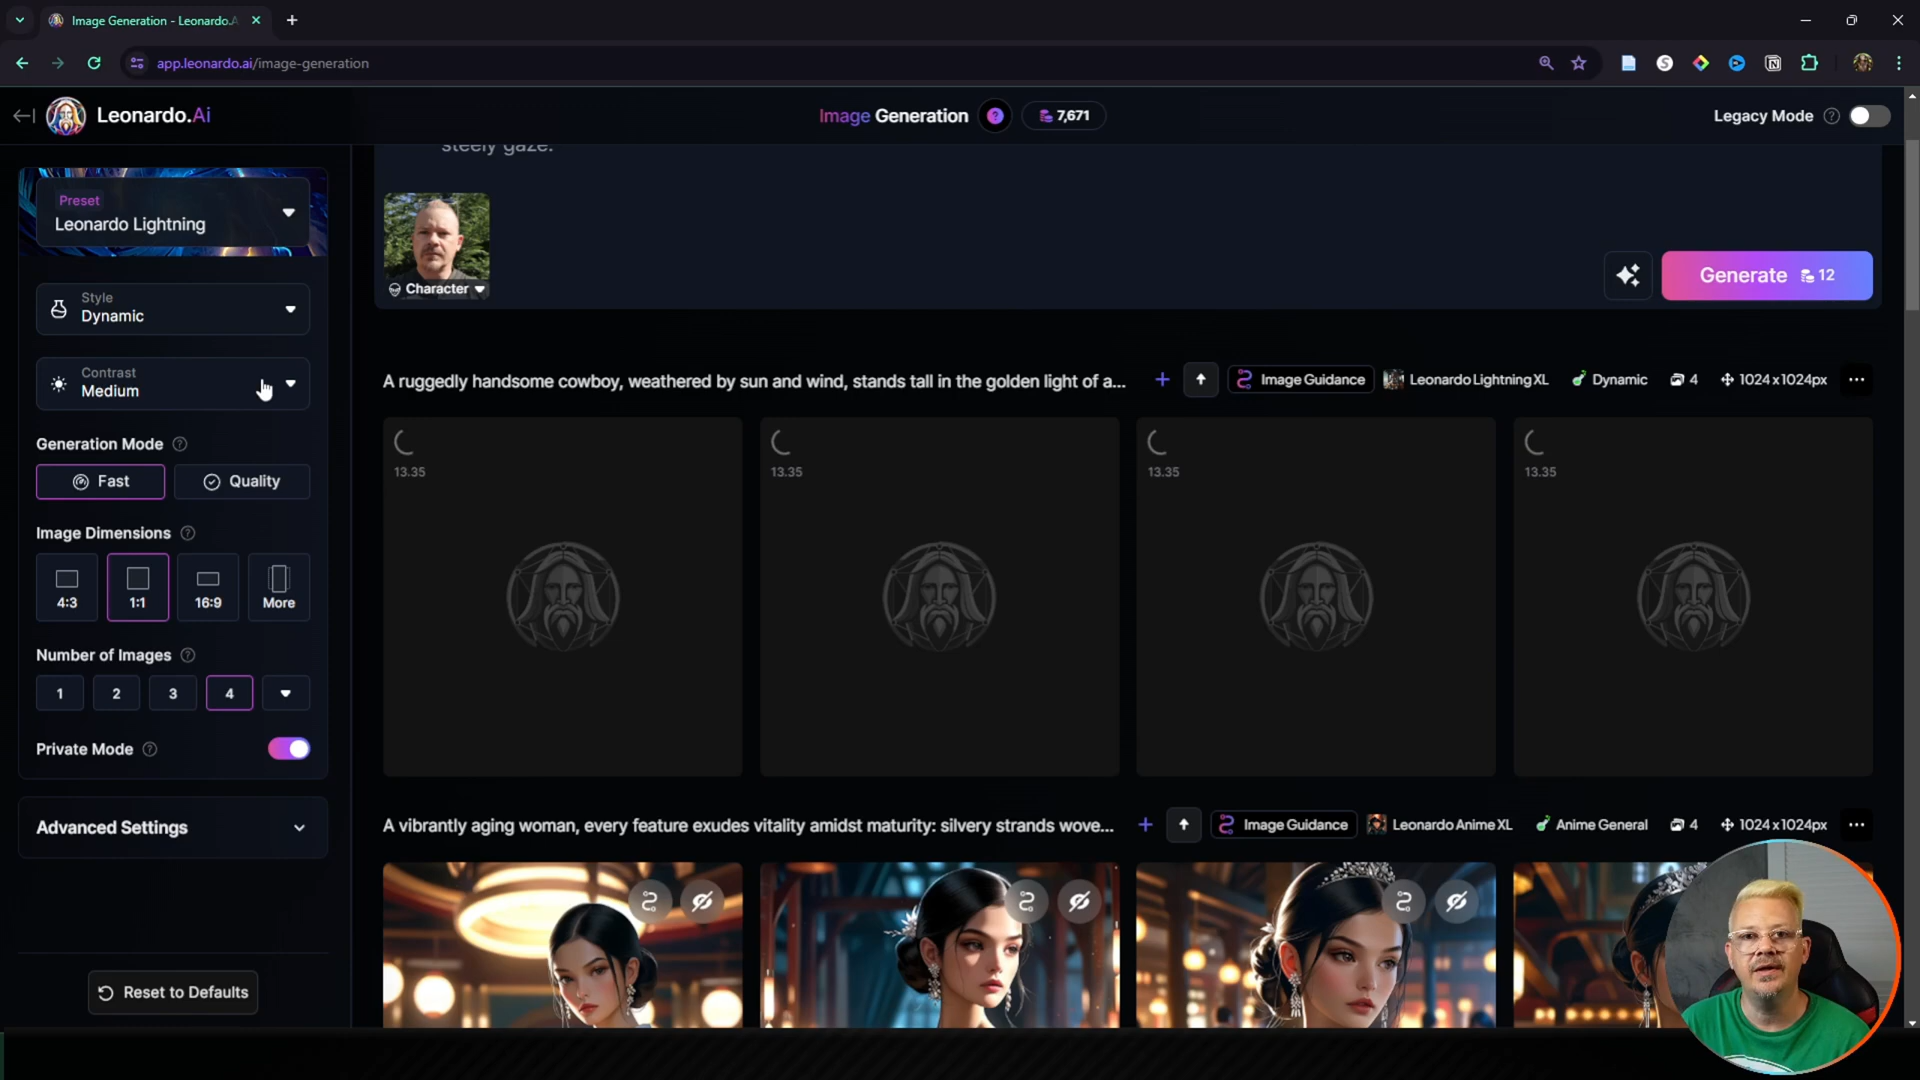 Image Generation - Leonardo.A
app.leonardo.ai/image-generation
Leonardo.Ai
Image Generation
7,671
Legacy Mode
steely gaze.
Preset
Leonardo Lightning
Character
Generate 12
Style
Dynamic
Contrast
Medium
Generation Mode
Fast
Quality
Image Dimensions
4:3
1:1
16:9
More
Number of Images
1
2
3
4
Private Mode
Advanced Settings
Reset to Defaults
A ruggedly handsome cowboy, weathered by sun and wind, stands tall in the golden light of a...
Image Guidance
Leonardo Lightning XL
Dynamic
4
1024 x 1024px
13.35
13.35
13.35
13.35
A vibrantly aging woman, every feature exudes vitality amidst maturity: silvery strands wove...
Image Guidance
Leonardo Anime XL
Anime General
4
1024 x 1024px